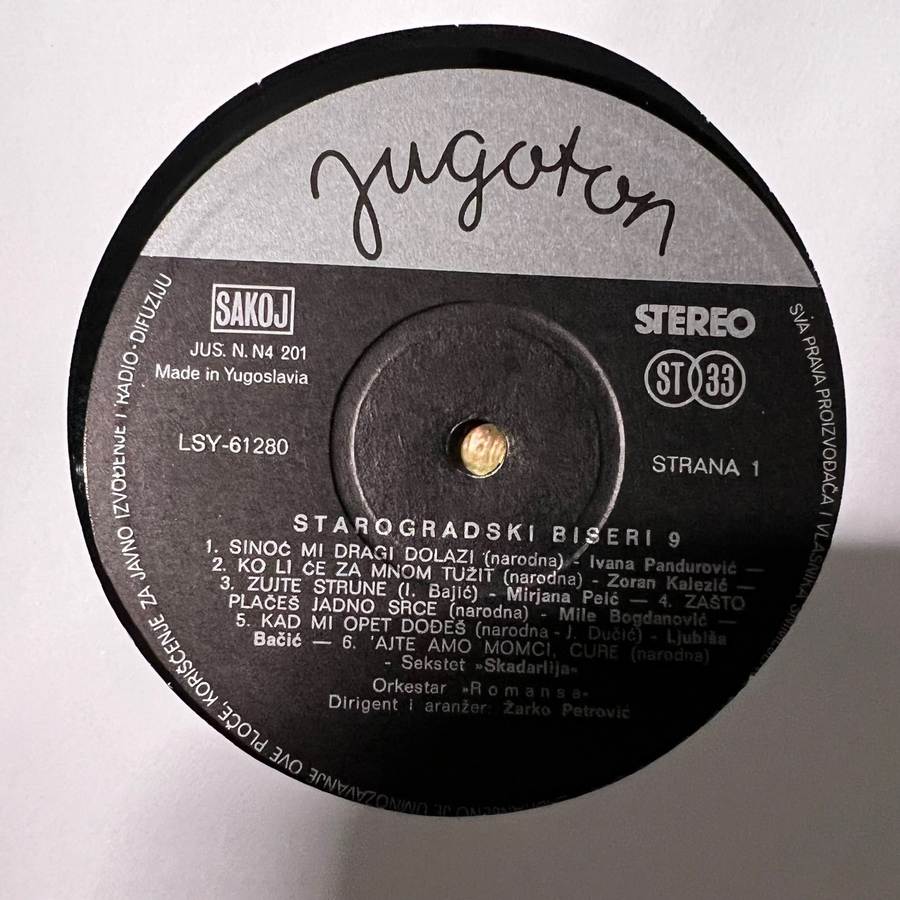 jugoton
SAKOJ
JUS. N. N4 201
Made in Yugoslavia
LSY-61280
STEREO
ST 33
STRANA 1
STAROGRADSKI BISERI 9
1. SINOĆ MI DRAGI DOLAZI (narodna) - Ivana Pandurović —
2. KO LI ĆE ZA MNOM TUŽIT (narodna) - Zoran Kalezić —
3. ZUJTE STRUNE (I. Bajić) - Mirjana Peić — 4. ZAŠTO
PLAČEŠ JADNO SRCE (narodna) - Mile Bogdanović —
5. KAD MI OPET DOĐEŠ (narodna - J. Dučić) - Ljubiša
Bačić — 6. 'AJTE AMO MOMCI, CURE (narodna)
- Sekstet »Skadarlija«
Orkestar »Romansa«
Dirigent i aranžer: Žarko Petrović
SVA PRAVA PROIZVOĐAČA I VLASNIKA UMNOŽAVANJE OVE PLOČE, KORIŠĆENJE ZA JAVNO IZVOĐENJE I RADIO-DIFUZIJU